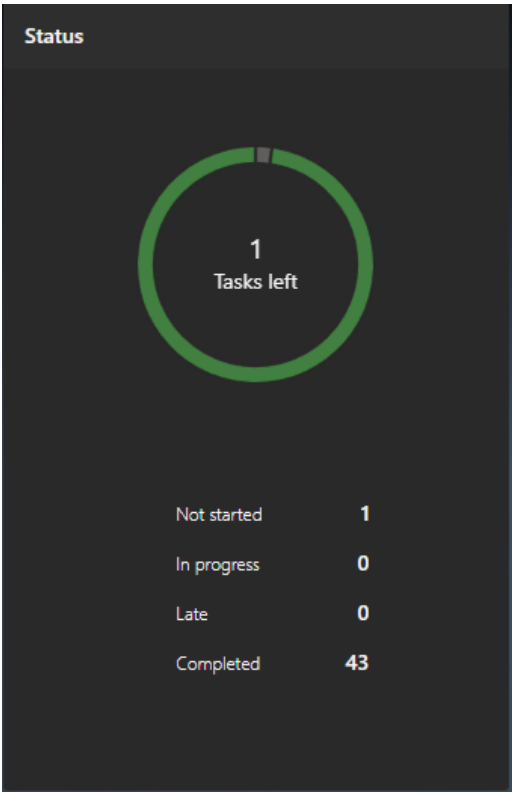 Status
1
Tasks left
Not started 1
In progress 0
Late 0
Completed 43